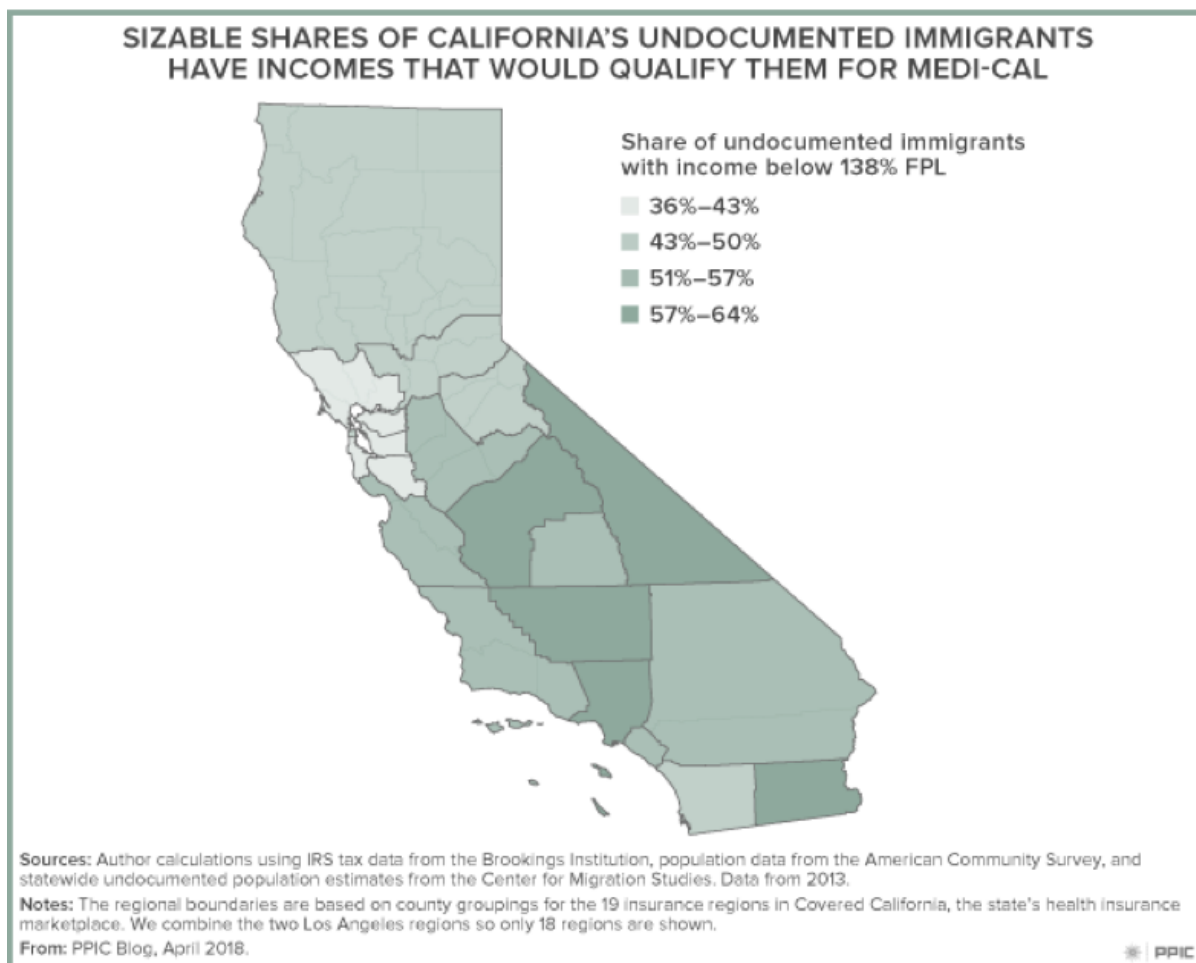 SIZABLE SHARES OF CALIFORNIA'S UNDOCUMENTED IMMIGRANTS
HAVE INCOMES THAT WOULD QUALIFY THEM FOR MEDI-CAL
Share of undocumented immigrants
with income below 138% FPL
36%–43%
43%–50%
51%–57%
57%–64%
Sources: Author calculations using IRS tax data from the Brookings Institution, population data from the American Community Survey, and
statewide undocumented population estimates from the Center for Migration Studies. Data from 2013.
Notes: The regional boundaries are based on county groupings for the 19 insurance regions in Covered California, the state's health insurance
marketplace. We combine the two Los Angeles regions so only 18 regions are shown.
From: PPIC Blog, April 2018.
PPIC